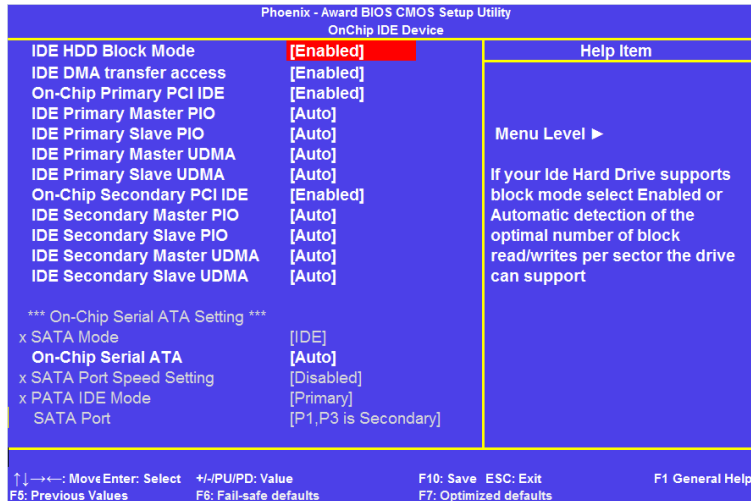 Phoenix - Award BIOS CMOS Setup Utility
OnChip IDE Device
IDE HDD Block Mode [Enabled]
IDE DMA transfer access [Enabled]
On-Chip Primary PCI IDE [Enabled]
IDE Primary Master PIO [Auto]
IDE Primary Slave PIO [Auto]
IDE Primary Master UDMA [Auto]
IDE Primary Slave UDMA [Auto]
On-Chip Secondary PCI IDE [Enabled]
IDE Secondary Master PIO [Auto]
IDE Secondary Slave PIO [Auto]
IDE Secondary Master UDMA [Auto]
IDE Secondary Slave UDMA [Auto]
*** On-Chip Serial ATA Setting ***
x SATA Mode [IDE]
On-Chip Serial ATA [Auto]
x SATA Port Speed Setting [Disabled]
x PATA IDE Mode [Primary]
SATA Port [P1,P3 is Secondary]
Help Item
Menu Level ►
If your Ide Hard Drive supports
block mode select Enabled or
Automatic detection of the
optimal number of block
read/writes per sector the drive
can support
↑↓→←: Move Enter: Select +/-/PU/PD: Value F10: Save ESC: Exit F1 General Help
F5: Previous Values F6: Fail-safe defaults F7: Optimized defaults